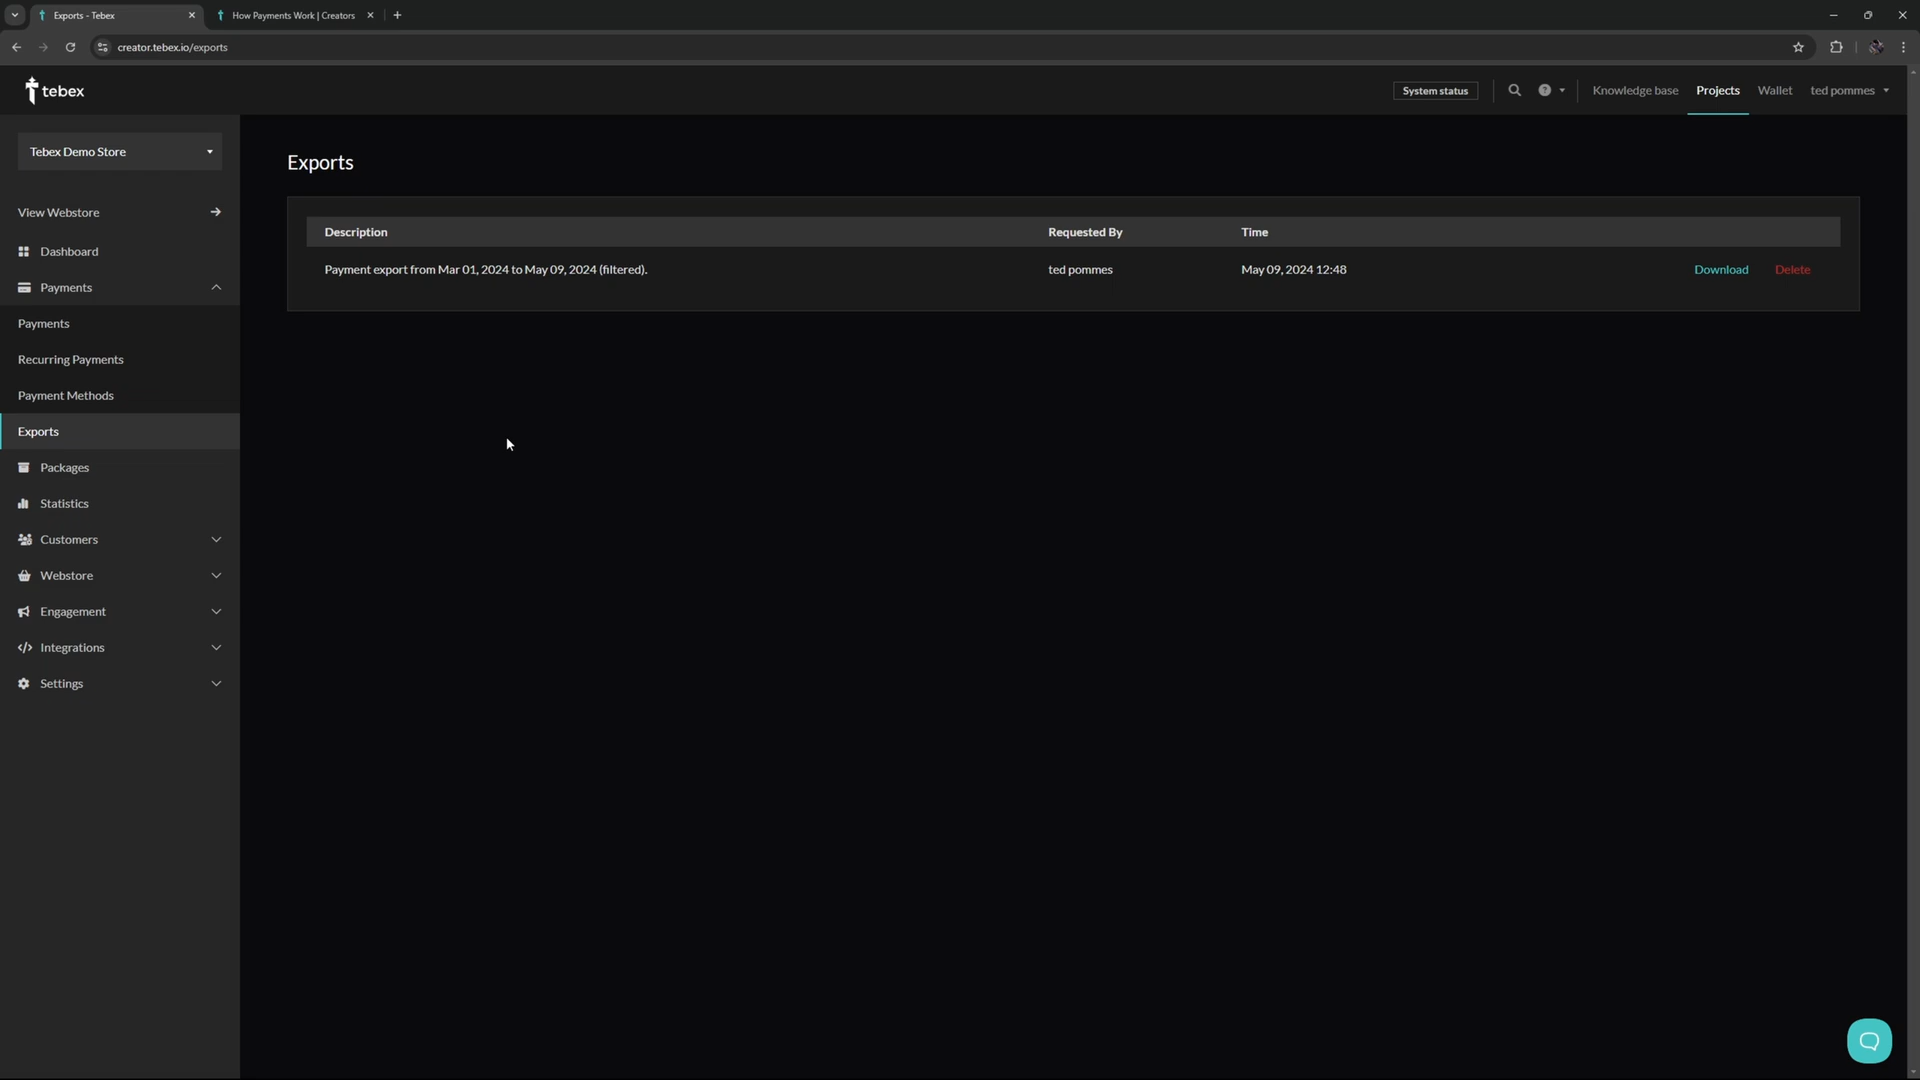 Exports - Tebex
How Payments Work | Creators
creator.tebex.io/exports
tebex
System status
Knowledge base
Projects
Wallet
ted pommes
Tebex Demo Store
View Webstore
Dashboard
Payments
Payments
Recurring Payments
Payment Methods
Exports
Packages
Statistics
Customers
Webstore
Engagement
Integrations
Settings
Exports
Description Requested By Time
Payment export from Mar 01, 2024 to May 09, 2024 (filtered). ted pommes May 09, 2024 12:48 Download Delete